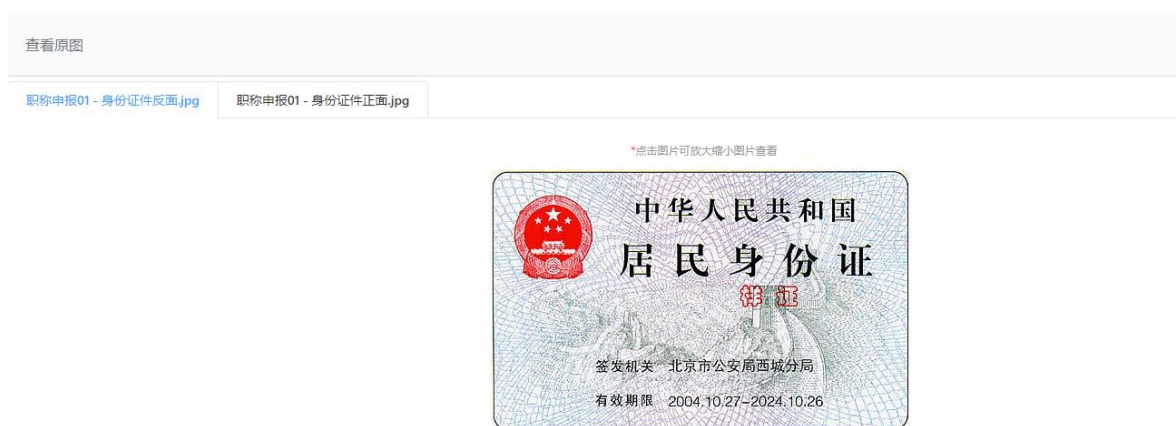 查看原图
职称申报01 - 身份证件反面.jpg
职称申报01 - 身份证件正面.jpg
*点击图片可放大缩小图片查看
中华人民共和国
居民身份证
样证
签发机关 北京市公安局西城分局
有效期限 2004.10.27-2024.10.26